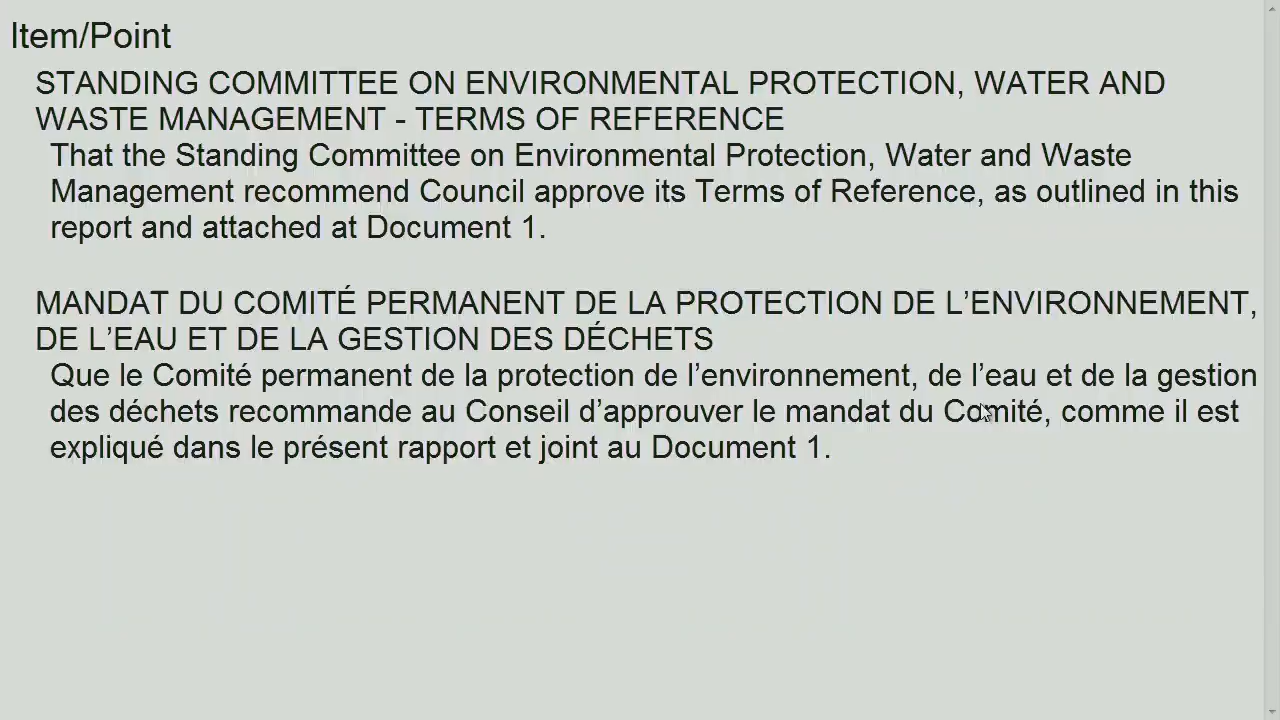 Item/Point
STANDING COMMITTEE ON ENVIRONMENTAL PROTECTION, WATER AND
WASTE MANAGEMENT - TERMS OF REFERENCE
That the Standing Committee on Environmental Protection, Water and Waste
Management recommend Council approve its Terms of Reference, as outlined in this
report and attached at Document 1.
MANDAT DU COMITÉ PERMANENT DE LA PROTECTION DE L’ENVIRONNEMENT,
DE L’EAU ET DE LA GESTION DES DÉCHETS
Que le Comité permanent de la protection de l’environnement, de l’eau et de la gestion
des déchets recommande au Conseil d’approuver le mandat du Comité, comme il est
expliqué dans le présent rapport et joint au Document 1.